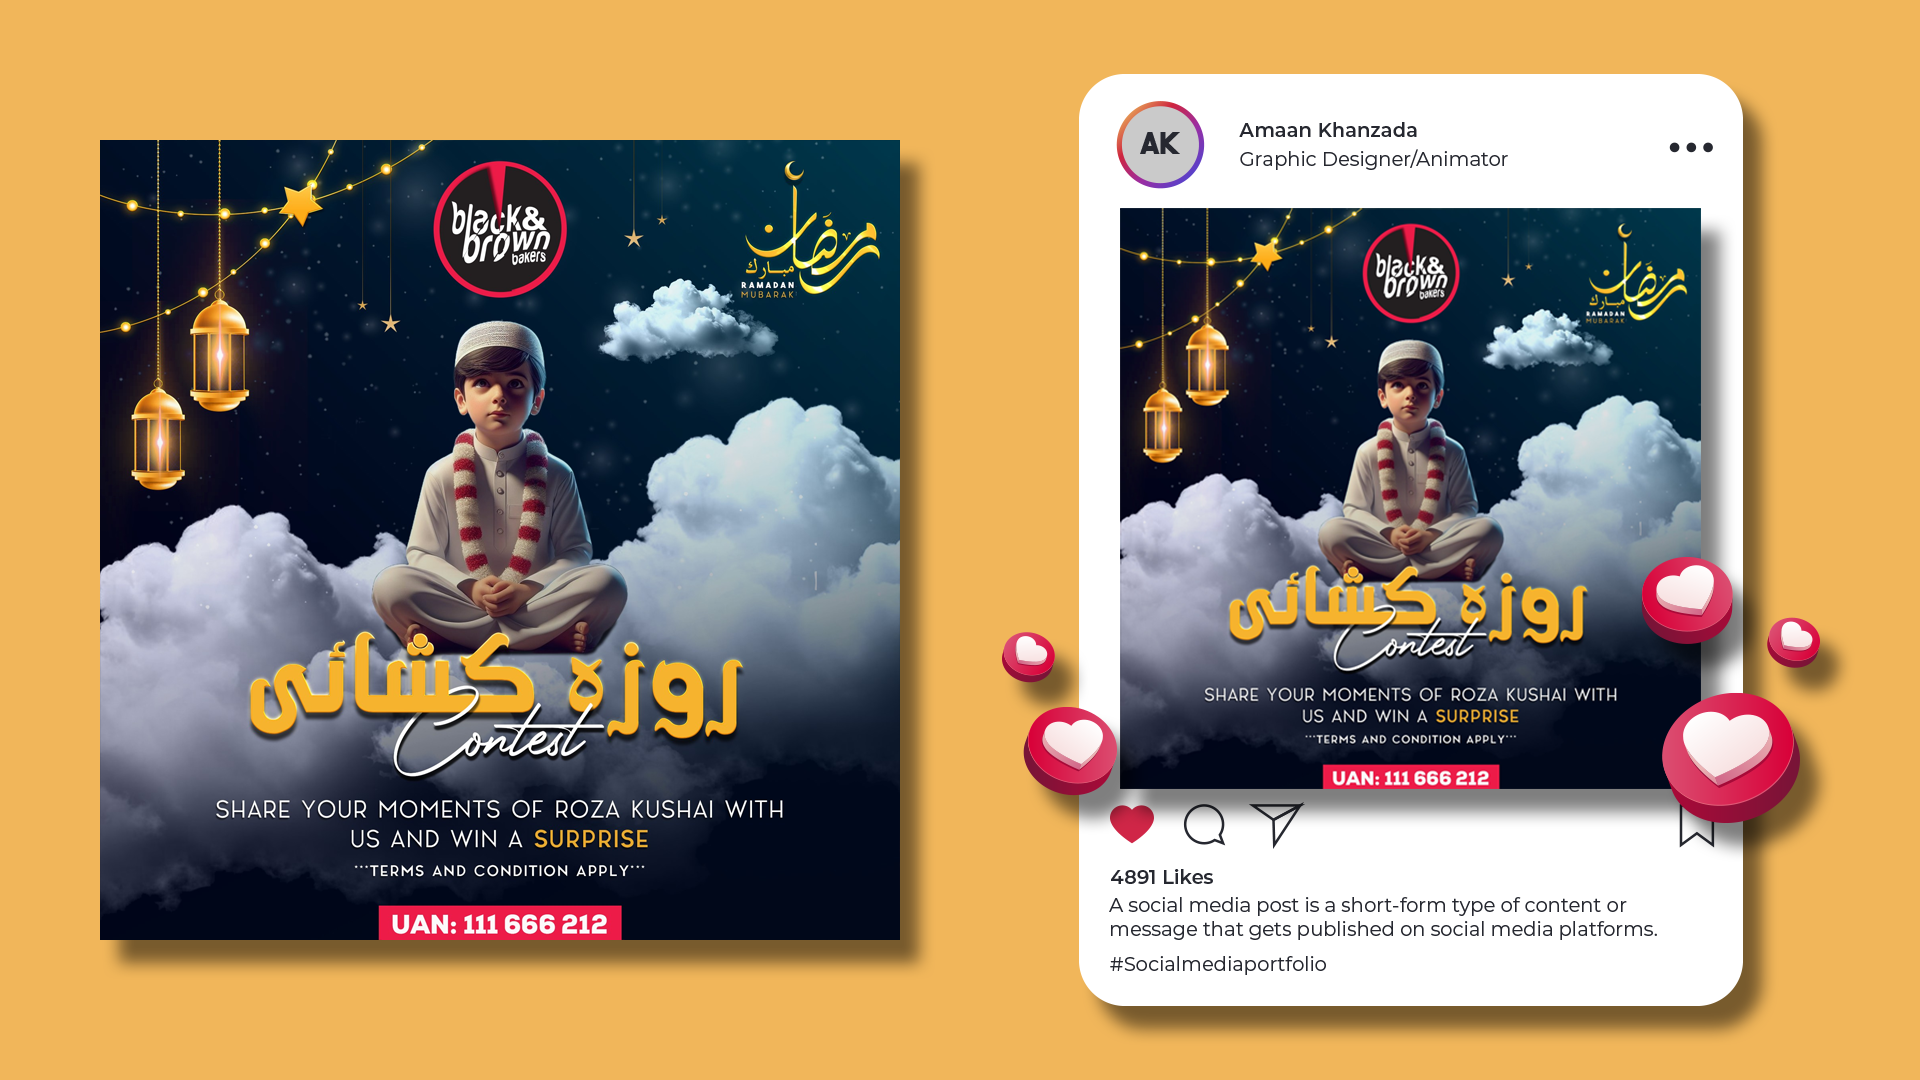 black&
brown
bakers
رمضان
مبارك
RAMADAN
MUBARAK
روزہ کشائی
Contest
SHARE YOUR MOMENTS OF ROZA KUSHAI WITH
US AND WIN A SURPRISE
***TERMS AND CONDITION APPLY***
UAN: 111 666 212
AK
Amaan Khanzada
Graphic Designer/Animator
black&
brown
bakers
رمضان
مبارك
RAMADAN
MUBARAK
روزہ کشائی
Contest
SHARE YOUR MOMENTS OF ROZA KUSHAI WITH
US AND WIN A SURPRISE
***TERMS AND CONDITION APPLY***
UAN: 111 666 212
4891 Likes
A social media post is a short-form type of content or
message that gets published on social media platforms.
#Socialmediaportfolio